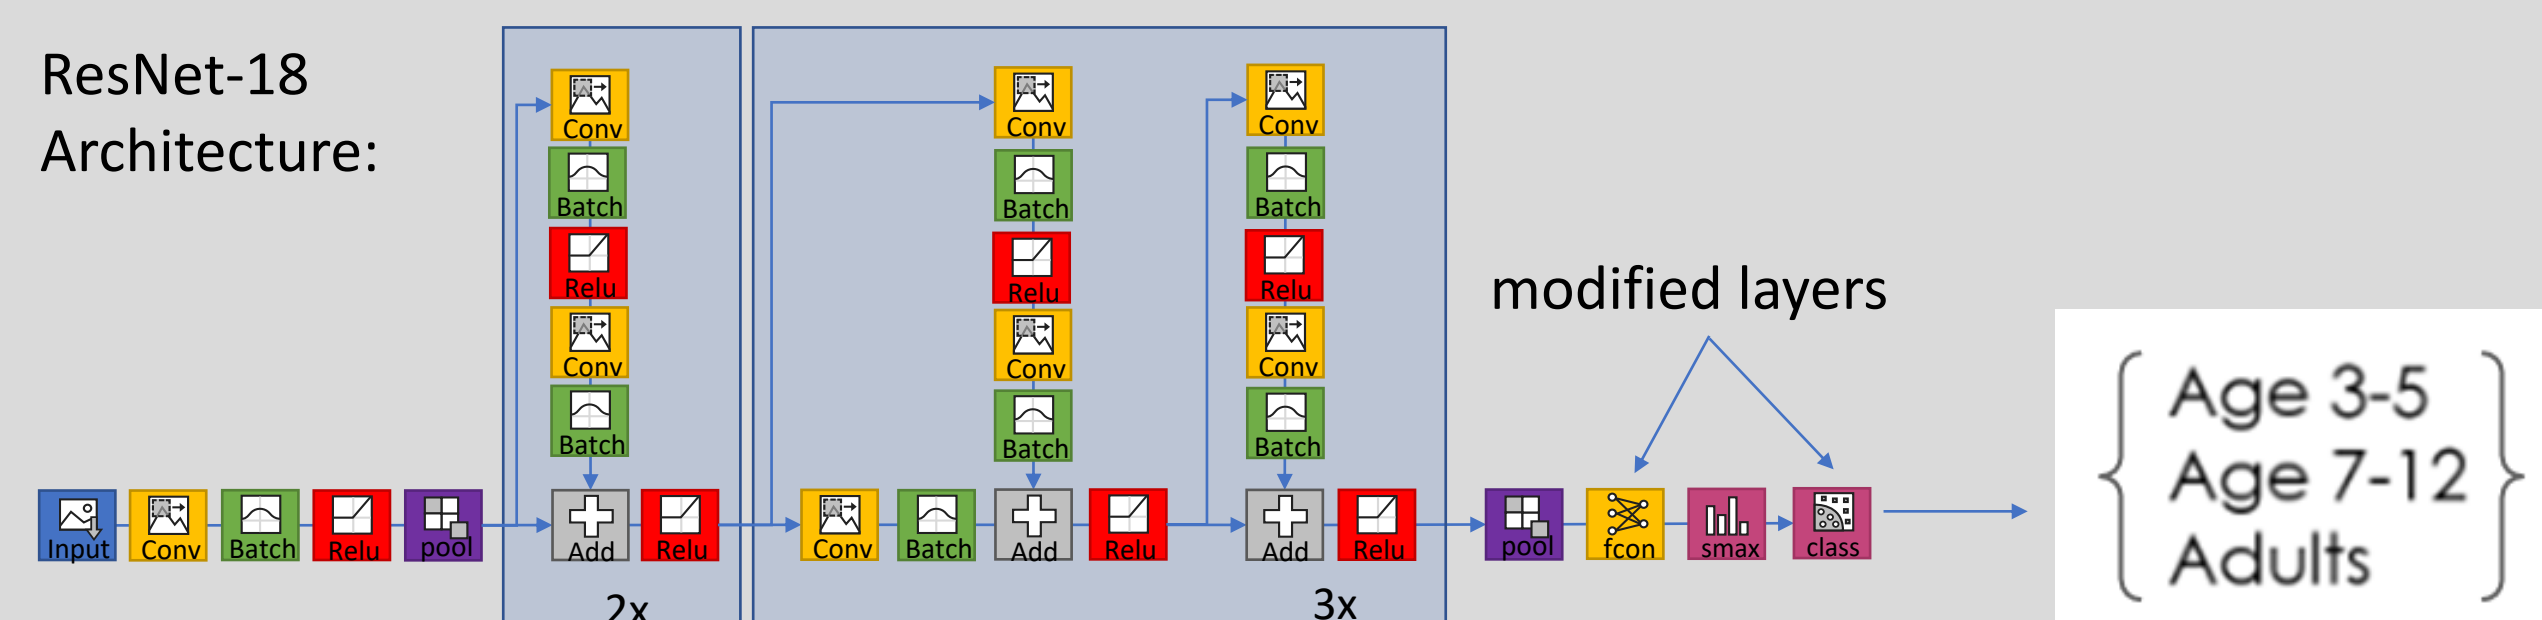 ResNet-18
Architecture:
Conv
Batch
Relu
Conv
Batch
Conv
Batch
Relu
Conv
Batch
Conv
Batch
Relu
Conv
Batch
modified layers
Input Conv Batch Relu pool Add Relu Conv Batch Add Relu Add Relu pool fcon smax class
2x
3x
Age 3-5
Age 7-12
Adults